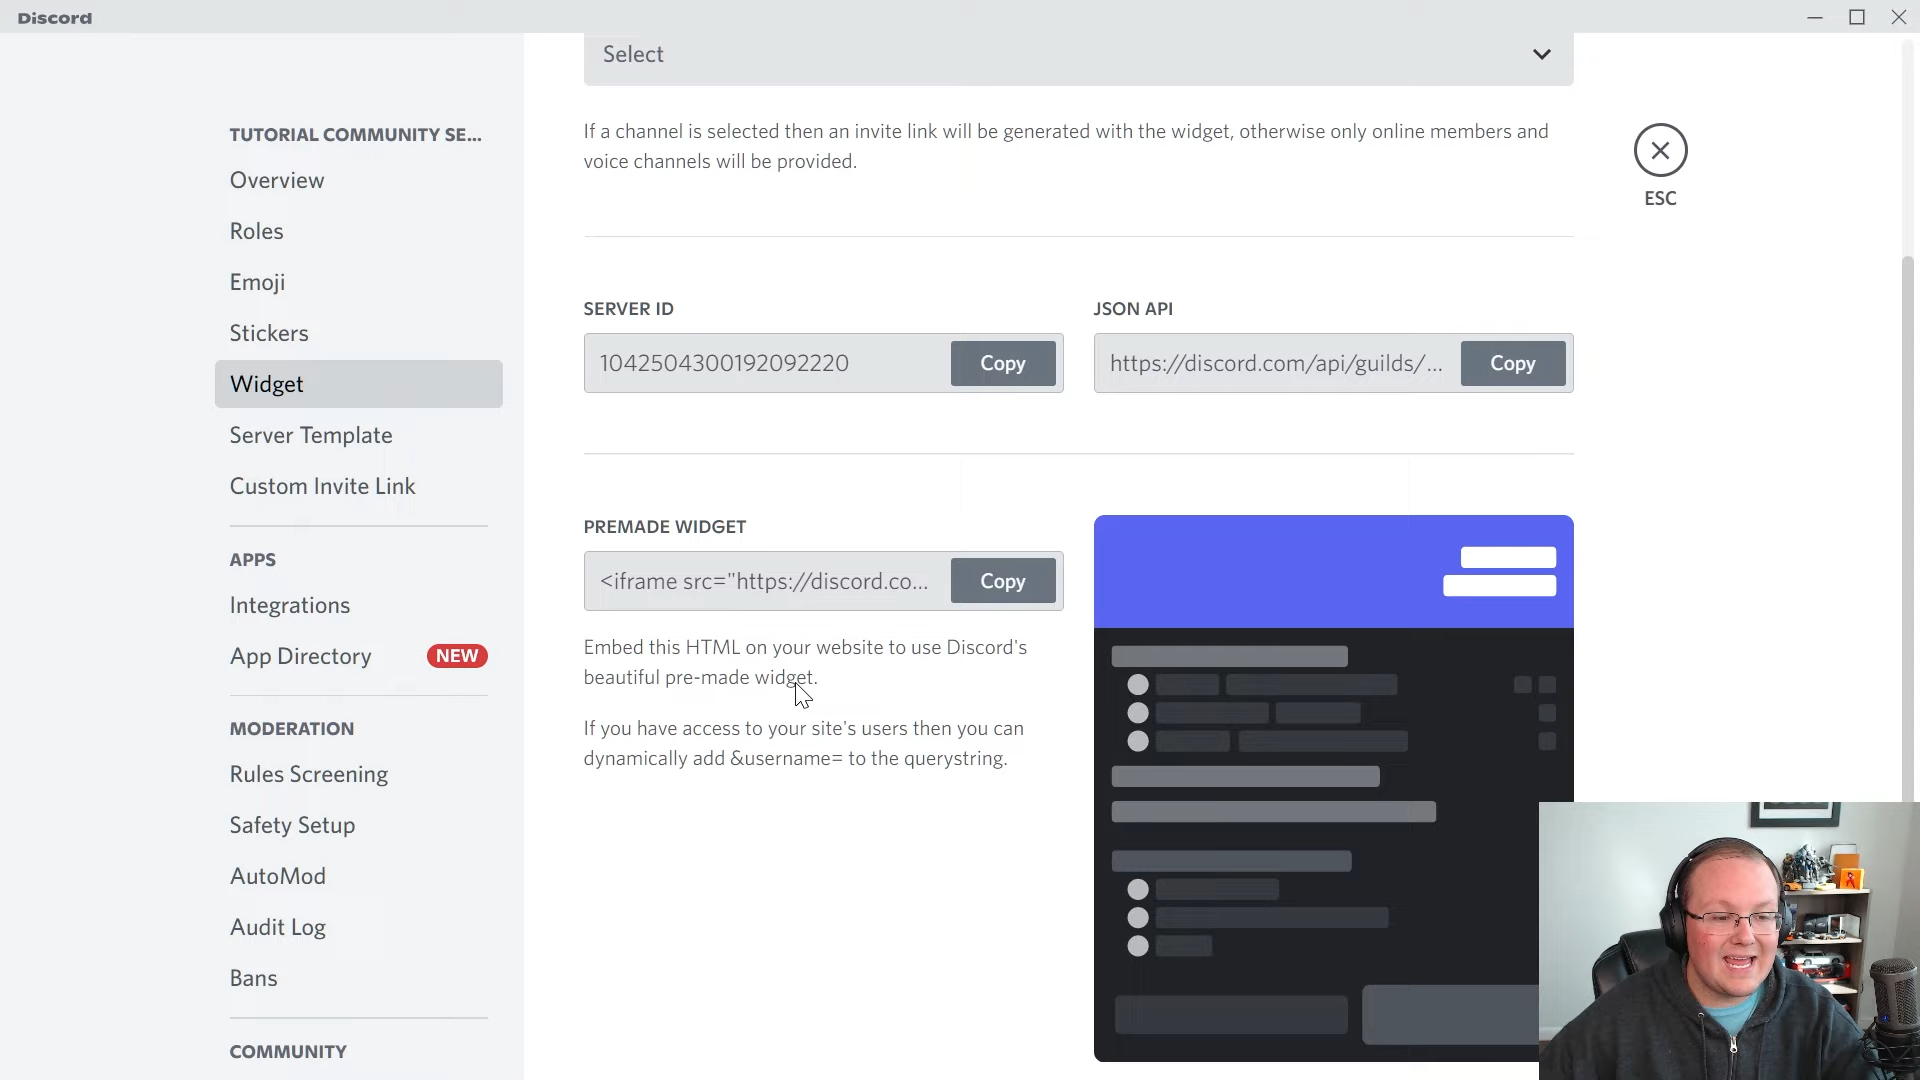 Discord
Select
If a channel is selected then an invite link will be generated with the widget, otherwise only online members and
voice channels will be provided.
ESC
TUTORIAL COMMUNITY SE...
Overview
Roles
Emoji
Stickers
Widget
Server Template
Custom Invite Link
APPS
Integrations
App Directory NEW
MODERATION
Rules Screening
Safety Setup
AutoMod
Audit Log
Bans
COMMUNITY
SERVER ID
1042504300192092220 Copy
JSON API
https://discord.com/api/guilds/... Copy
PREMADE WIDGET
<iframe src="https://discord.co... Copy
Embed this HTML on your website to use Discord's
beautiful pre-made widget.
If you have access to your site's users then you can
dynamically add &username= to the querystring.